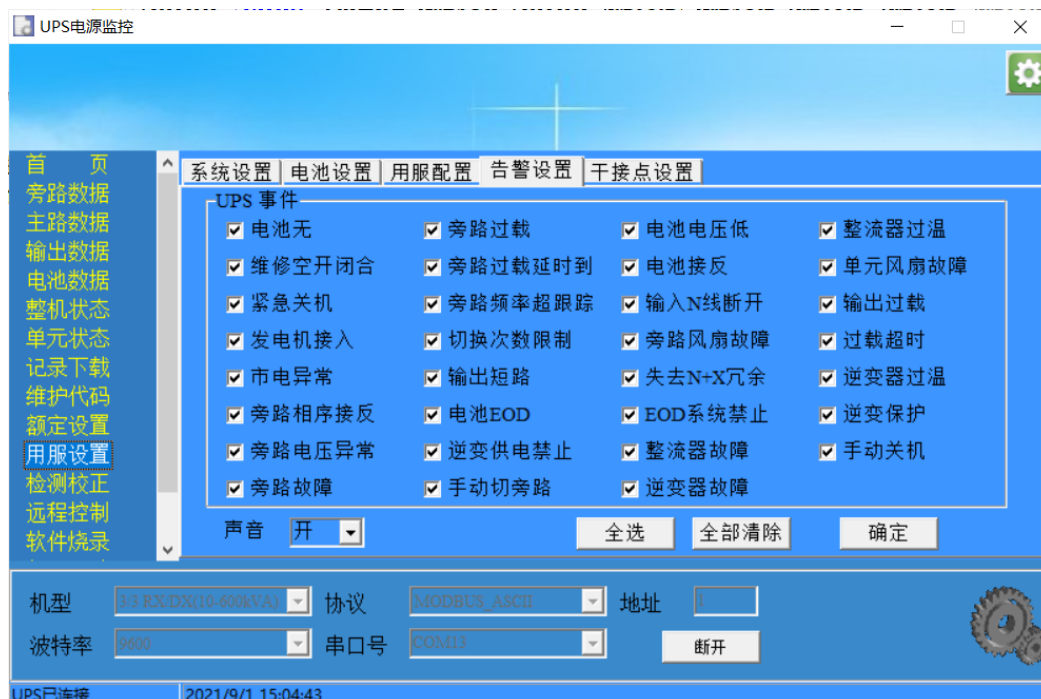 UPS电源监控
首 页
旁路数据
主路数据
输出数据
电池数据
整机状态
单元状态
记录下载
维护代码
额定设置
用服设置
检测校正
远程控制
软件烧录
系统设置 电池设置 用服配置 告警设置 干接点设置
UPS 事件
电池无 旁路过载 电池电压低 整流器过温
维修空开闭合 旁路过载延时到 电池接反 单元风扇故障
紧急关机 旁路频率超跟踪 输入N线断开 输出过载
发电机接入 切换次数限制 旁路风扇故障 过载超时
市电异常 输出短路 失去N+X冗余 逆变器过温
旁路相序接反 电池EOD EOD系统禁止 逆变保护
旁路电压异常 逆变供电禁止 整流器故障 手动关机
旁路故障 手动切旁路 逆变器故障
声音 开 全选 全部清除 确定
机型 3/3 RX/DX(10-600kVA) 协议 MODBUS_ASCII 地址 1
波特率 9600 串口号 COM13 断开
UPS已连接 2021/9/1 15:04:43